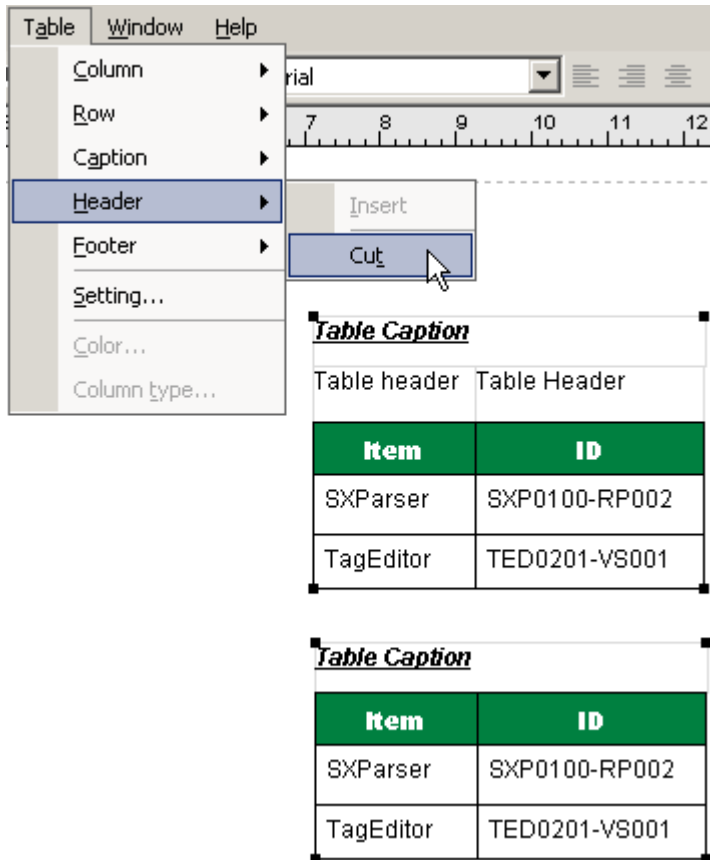 Table Window Help
Column
rial
Row
7 8 9 10 11 12
Caption
Header
Insert
Footer
Cut
Setting...
Color...
Column type...
Table Caption
Table header Table Header
Item ID
SXParser SXP0100-RP002
TagEditor TED0201-VS001
Table Caption
Item ID
SXParser SXP0100-RP002
TagEditor TED0201-VS001